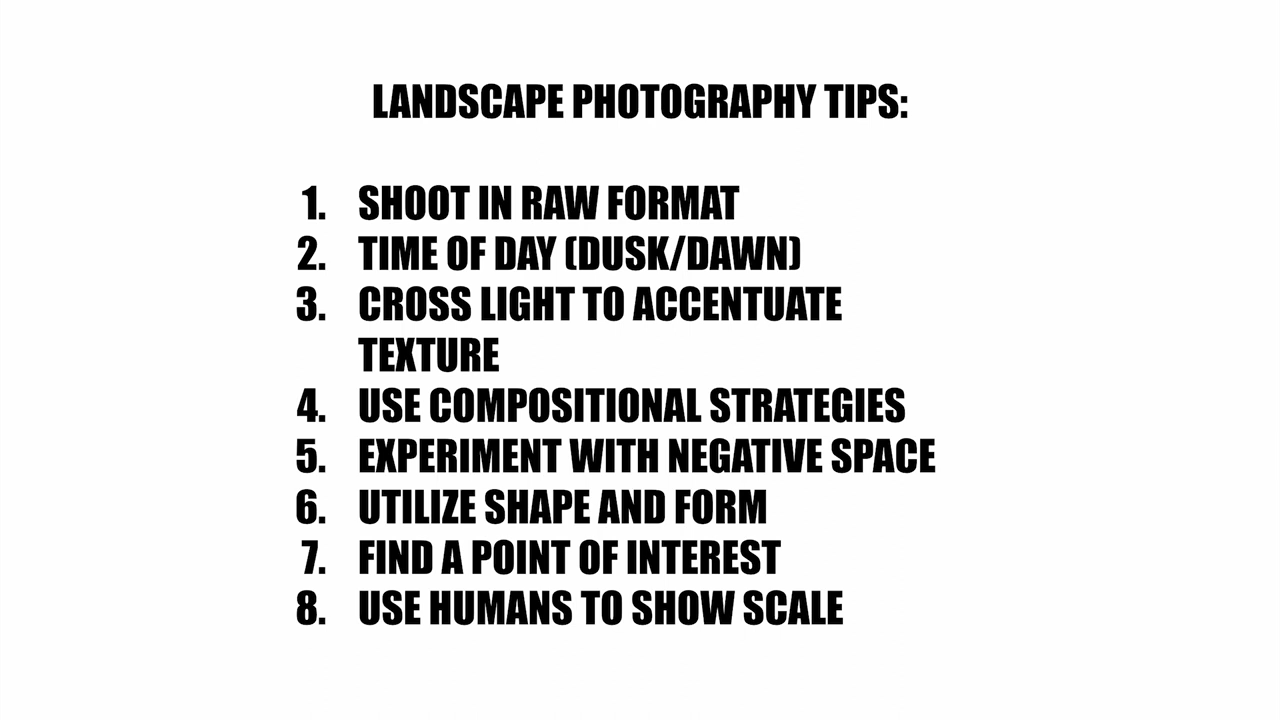 LANDSCAPE PHOTOGRAPHY TIPS:
1. SHOOT IN RAW FORMAT
2. TIME OF DAY (DUSK/DAWN)
3. CROSS LIGHT TO ACCENTUATE
TEXTURE
4. USE COMPOSITIONAL STRATEGIES
5. EXPERIMENT WITH NEGATIVE SPACE
6. UTILIZE SHAPE AND FORM
7. FIND A POINT OF INTEREST
8. USE HUMANS TO SHOW SCALE